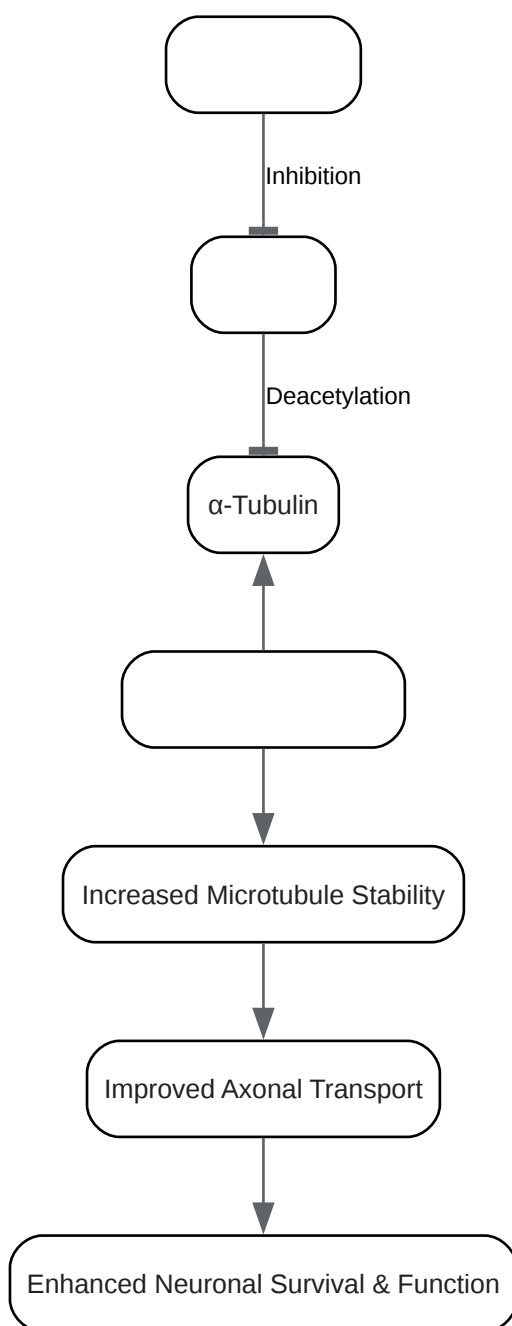 Inhibition
Deacetylation
α-Tubulin
Increased Microtubule Stability
Improved Axonal Transport
Enhanced Neuronal Survival & Function